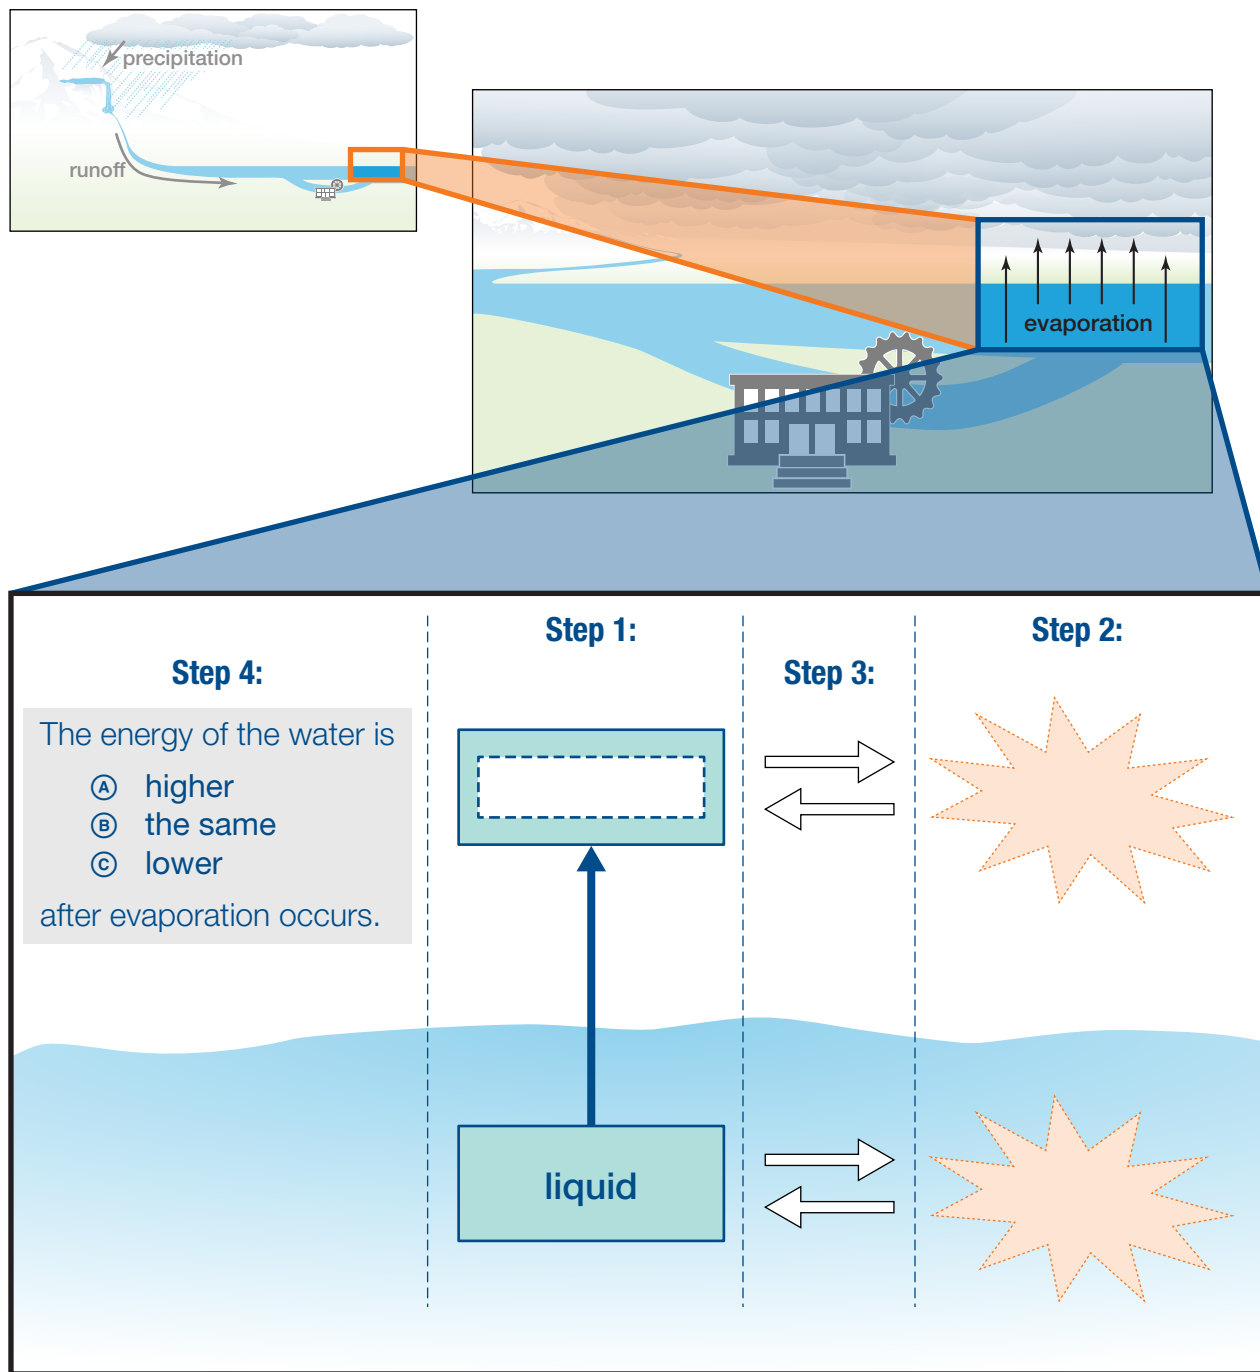 precipitation
runoff
evaporation
Step 4:
The energy of the water is
A higher
B the same
C lower
after evaporation occurs.
Step 1:
liquid
Step 3:
Step 2: